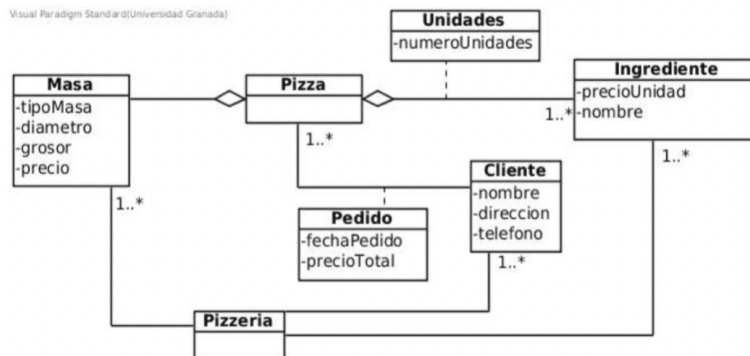 Visual Paradigm Standard(Universidad Granada)
Unidades
-numeroUnidades
Masa
-tipoMasa
-diametro
-grosor
-precio
Pizza
Ingrediente
-precioUnidad
-nombre
1..*
1..*
1..*
Cliente
-nombre
-direccion
-telefono
1..*
Pedido
-fechaPedido
-precioTotal
1..*
Pizzeria